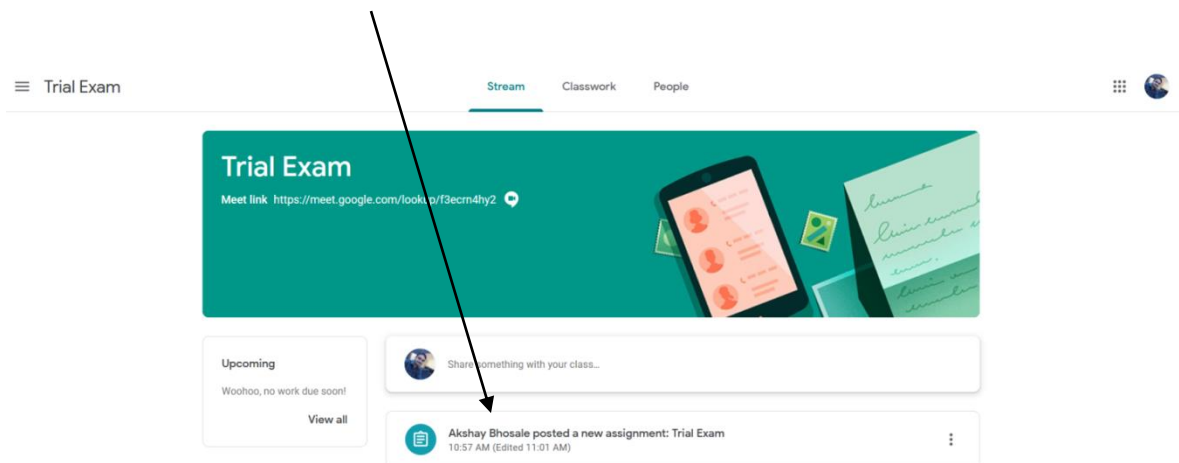 Trial Exam
Stream Classwork People
Trial Exam
Meet link https://meet.google.com/lookup/f3ecrn4hy2
Upcoming
Woohoo, no work due soon!
View all
Share something with your class...
Akshay Bhosale posted a new assignment: Trial Exam
10:57 AM (Edited 11:01 AM)